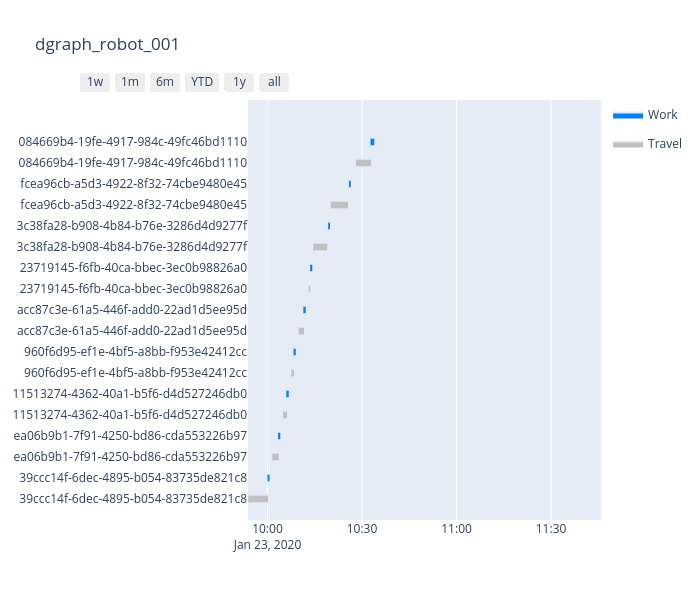 dgraph_robot_001
1w 1m 6m YTD 1y all
Work
Travel
084669b4-19fe-4917-984c-49fc46bd1110
084669b4-19fe-4917-984c-49fc46bd1110
fcea96cb-a5d3-4922-8f32-74cbe9480e45
fcea96cb-a5d3-4922-8f32-74cbe9480e45
3c38fa28-b908-4b84-b76e-3286d4d9277f
3c38fa28-b908-4b84-b76e-3286d4d9277f
23719145-f6fb-40ca-bbec-3ec0b98826a0
23719145-f6fb-40ca-bbec-3ec0b98826a0
acc87c3e-61a5-446f-add0-22ad1d5ee95d
acc87c3e-61a5-446f-add0-22ad1d5ee95d
960f6d95-ef1e-4bf5-a8bb-f953e42412cc
960f6d95-ef1e-4bf5-a8bb-f953e42412cc
11513274-4362-40a1-b5f6-d4d527246db0
11513274-4362-40a1-b5f6-d4d527246db0
ea06b9b1-7f91-4250-bd86-cda553226b97
ea06b9b1-7f91-4250-bd86-cda553226b97
39ccc14f-6dec-4895-b054-83735de821c8
39ccc14f-6dec-4895-b054-83735de821c8
10:00 10:30 11:00 11:30
Jan 23, 2020